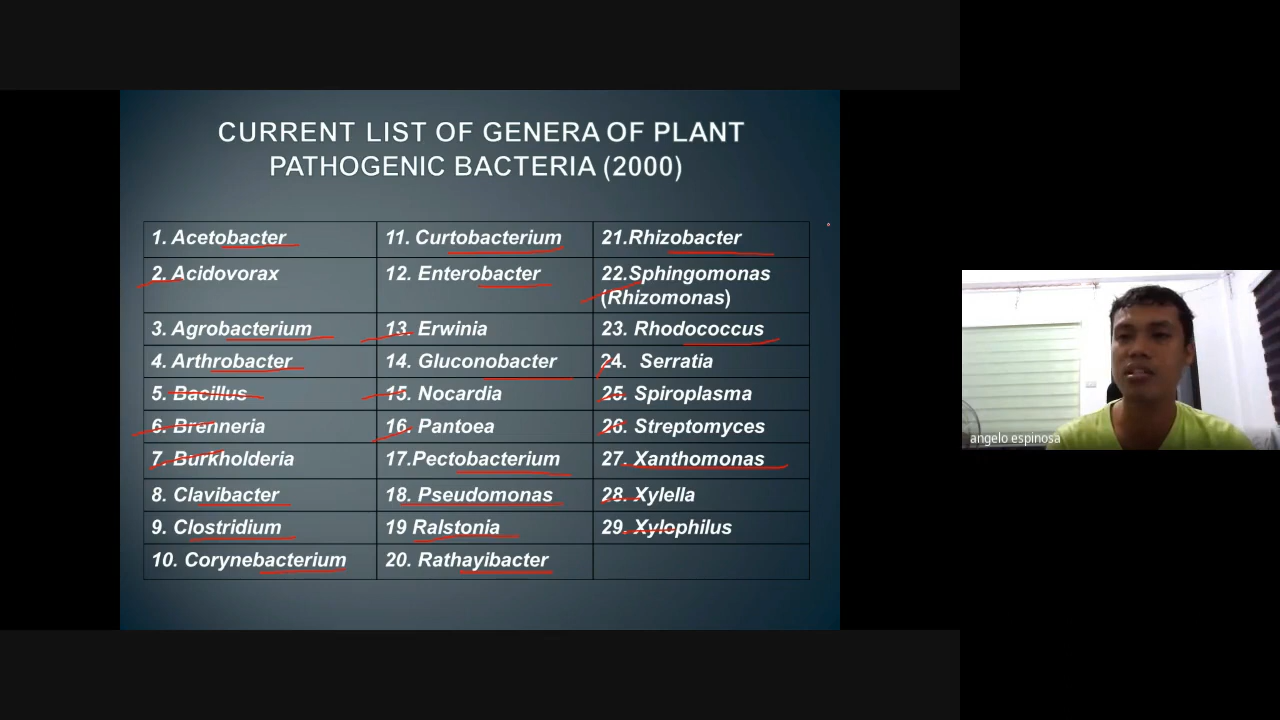 CURRENT LIST OF GENERA OF PLANT
PATHOGENIC BACTERIA (2000)
1. Acetobacter
11. Curtobacterium
21.Rhizobacter
2. Acidovorax
12. Enterobacter
22.Sphingomonas
(Rhizomonas)
3. Agrobacterium
13. Erwinia
23. Rhodococcus
4. Arthrobacter
14. Gluconobacter
24. Serratia
5. Bacillus
15. Nocardia
25. Spiroplasma
6. Brenneria
16. Pantoea
26. Streptomyces
7. Burkholderia
17.Pectobacterium
27. Xanthomonas
8. Clavibacter
18. Pseudomonas
28. Xylella
9. Clostridium
19 Ralstonia
29. Xylophilus
10. Corynebacterium
20. Rathayibacter
angelo espinosa